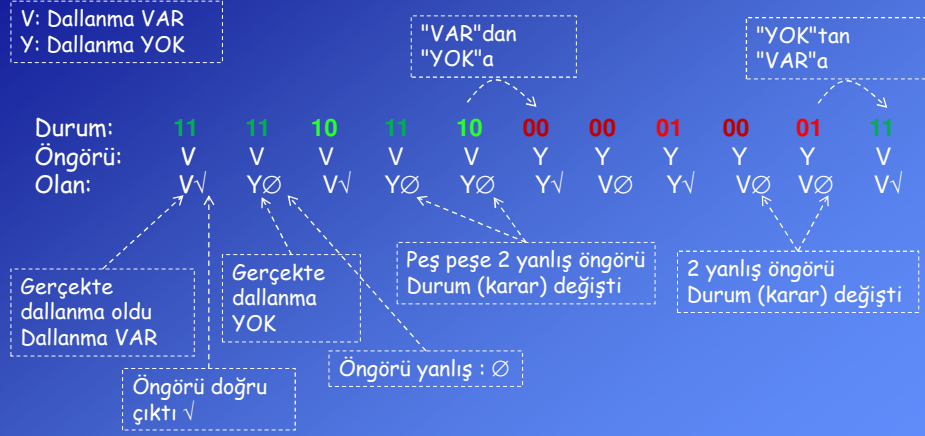 V: Dallanma VAR
Y: Dallanma YOK
"VAR"dan
"YOK"a
"YOK"tan
"VAR"a
Durum: 11 11 10 11 10 00 00 01 00 01 11
Öngörü: V V V V V Y Y Y Y Y V
Olan: V√ Y∅ V√ Y∅ Y∅ Y√ V∅ Y√ V∅ V∅ V√
Gerçekte
dallanma oldu
Dallanma VAR
Gerçekte
dallanma
YOK
Peş peşe 2 yanlış öngörü
Durum (karar) değişti
2 yanlış öngörü
Durum (karar) değişti
Öngörü doğru
çıktı √
Öngörü yanlış : ∅